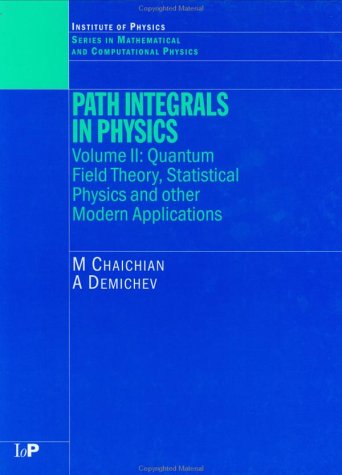 INSTITUTE OF PHYSICS
SERIES IN MATHEMATICAL
AND COMPUTATIONAL PHYSICS
PATH INTEGRALS
IN PHYSICS
Volume II: Quantum
Field Theory, Statistical
Physics and other
Modern Applications
M CHAICHIAN
A DEMICHEV
IoP